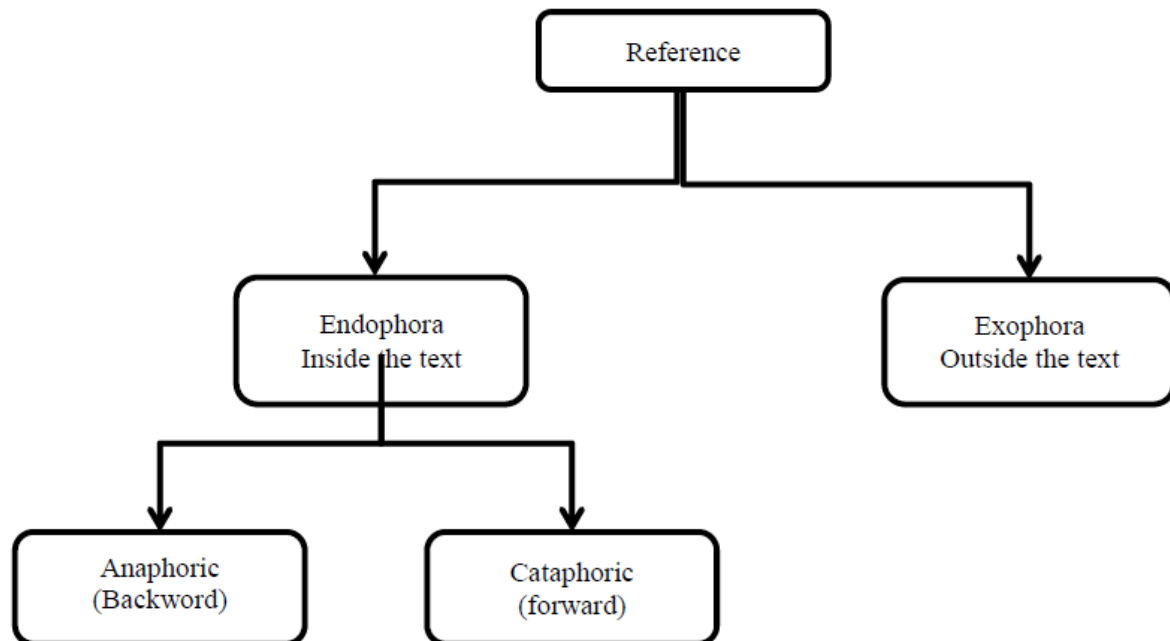 Reference
Endophora
Inside the text
Exophora
Outside the text
Anaphoric
(Backword)
Cataphoric
(forward)